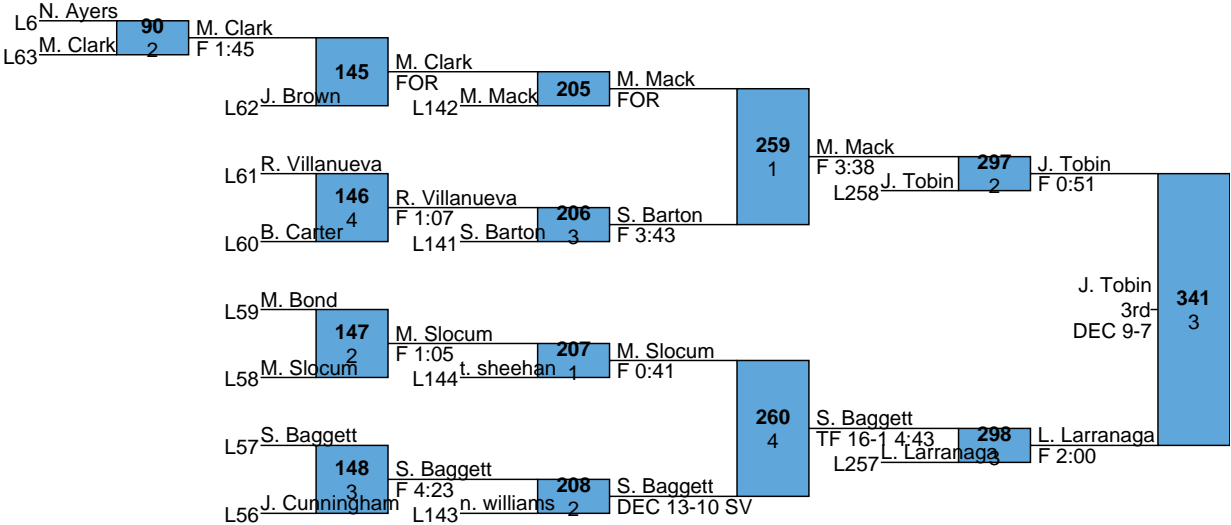 L6 N. Ayers
L63 M. Clark
90
2
M. Clark
F 1:45
L62 J. Brown
145
M. Clark
FOR
L142 M. Mack
205
M. Mack
FOR
L61 R. Villanueva
L60 B. Carter
146
4
R. Villanueva
F 1:07
L141 S. Barton
206
3
S. Barton
F 3:43
259
1
M. Mack
F 3:38
L258 J. Tobin
297
2
J. Tobin
F 0:51
L59 M. Bond
L58 M. Slocum
147
2
M. Slocum
F 1:05
L144 t. sheehan
207
1
M. Slocum
F 0:41
L57 S. Baggett
L56 J. Cunningham
148
3
S. Baggett
F 4:23
L143 n. williams
208
2
S. Baggett
DEC 13-10 SV
260
4
S. Baggett
TF 16-1 4:43
L257 L. Larranaga
298
3
L. Larranaga
F 2:00
J. Tobin
3rd
DEC 9-7
341
3